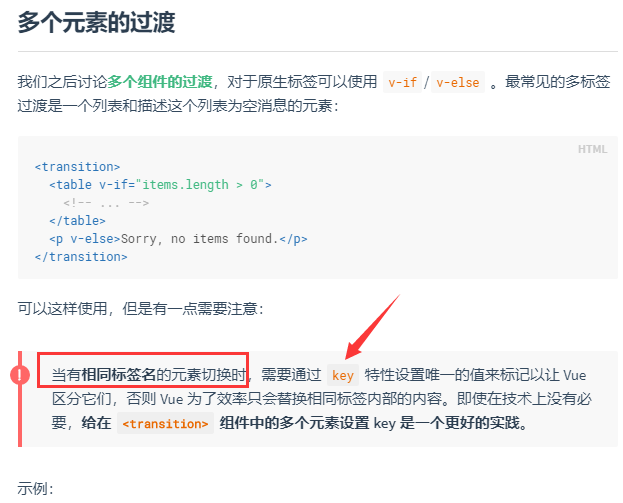 多个元素的过渡
我们之后讨论多个组件的过渡，对于原生标签可以使用 v-if / v-else 。最常见的多标签
过渡是一个列表和描述这个列表为空消息的元素：
HTML
<transition>
  <table v-if="items.length > 0">
    <!-- ... -->
  </table>
  <p v-else>Sorry, no items found.</p>
</transition>
可以这样使用，但是有一点需要注意：
!
当有相同标签名的元素切换时，需要通过 key 特性设置唯一的值来标记以让 Vue
区分它们，否则 Vue 为了效率只会替换相同标签内部的内容。即使在技术上没有必
要，给在 <transition> 组件中的多个元素设置 key 是一个更好的实践。
示例：